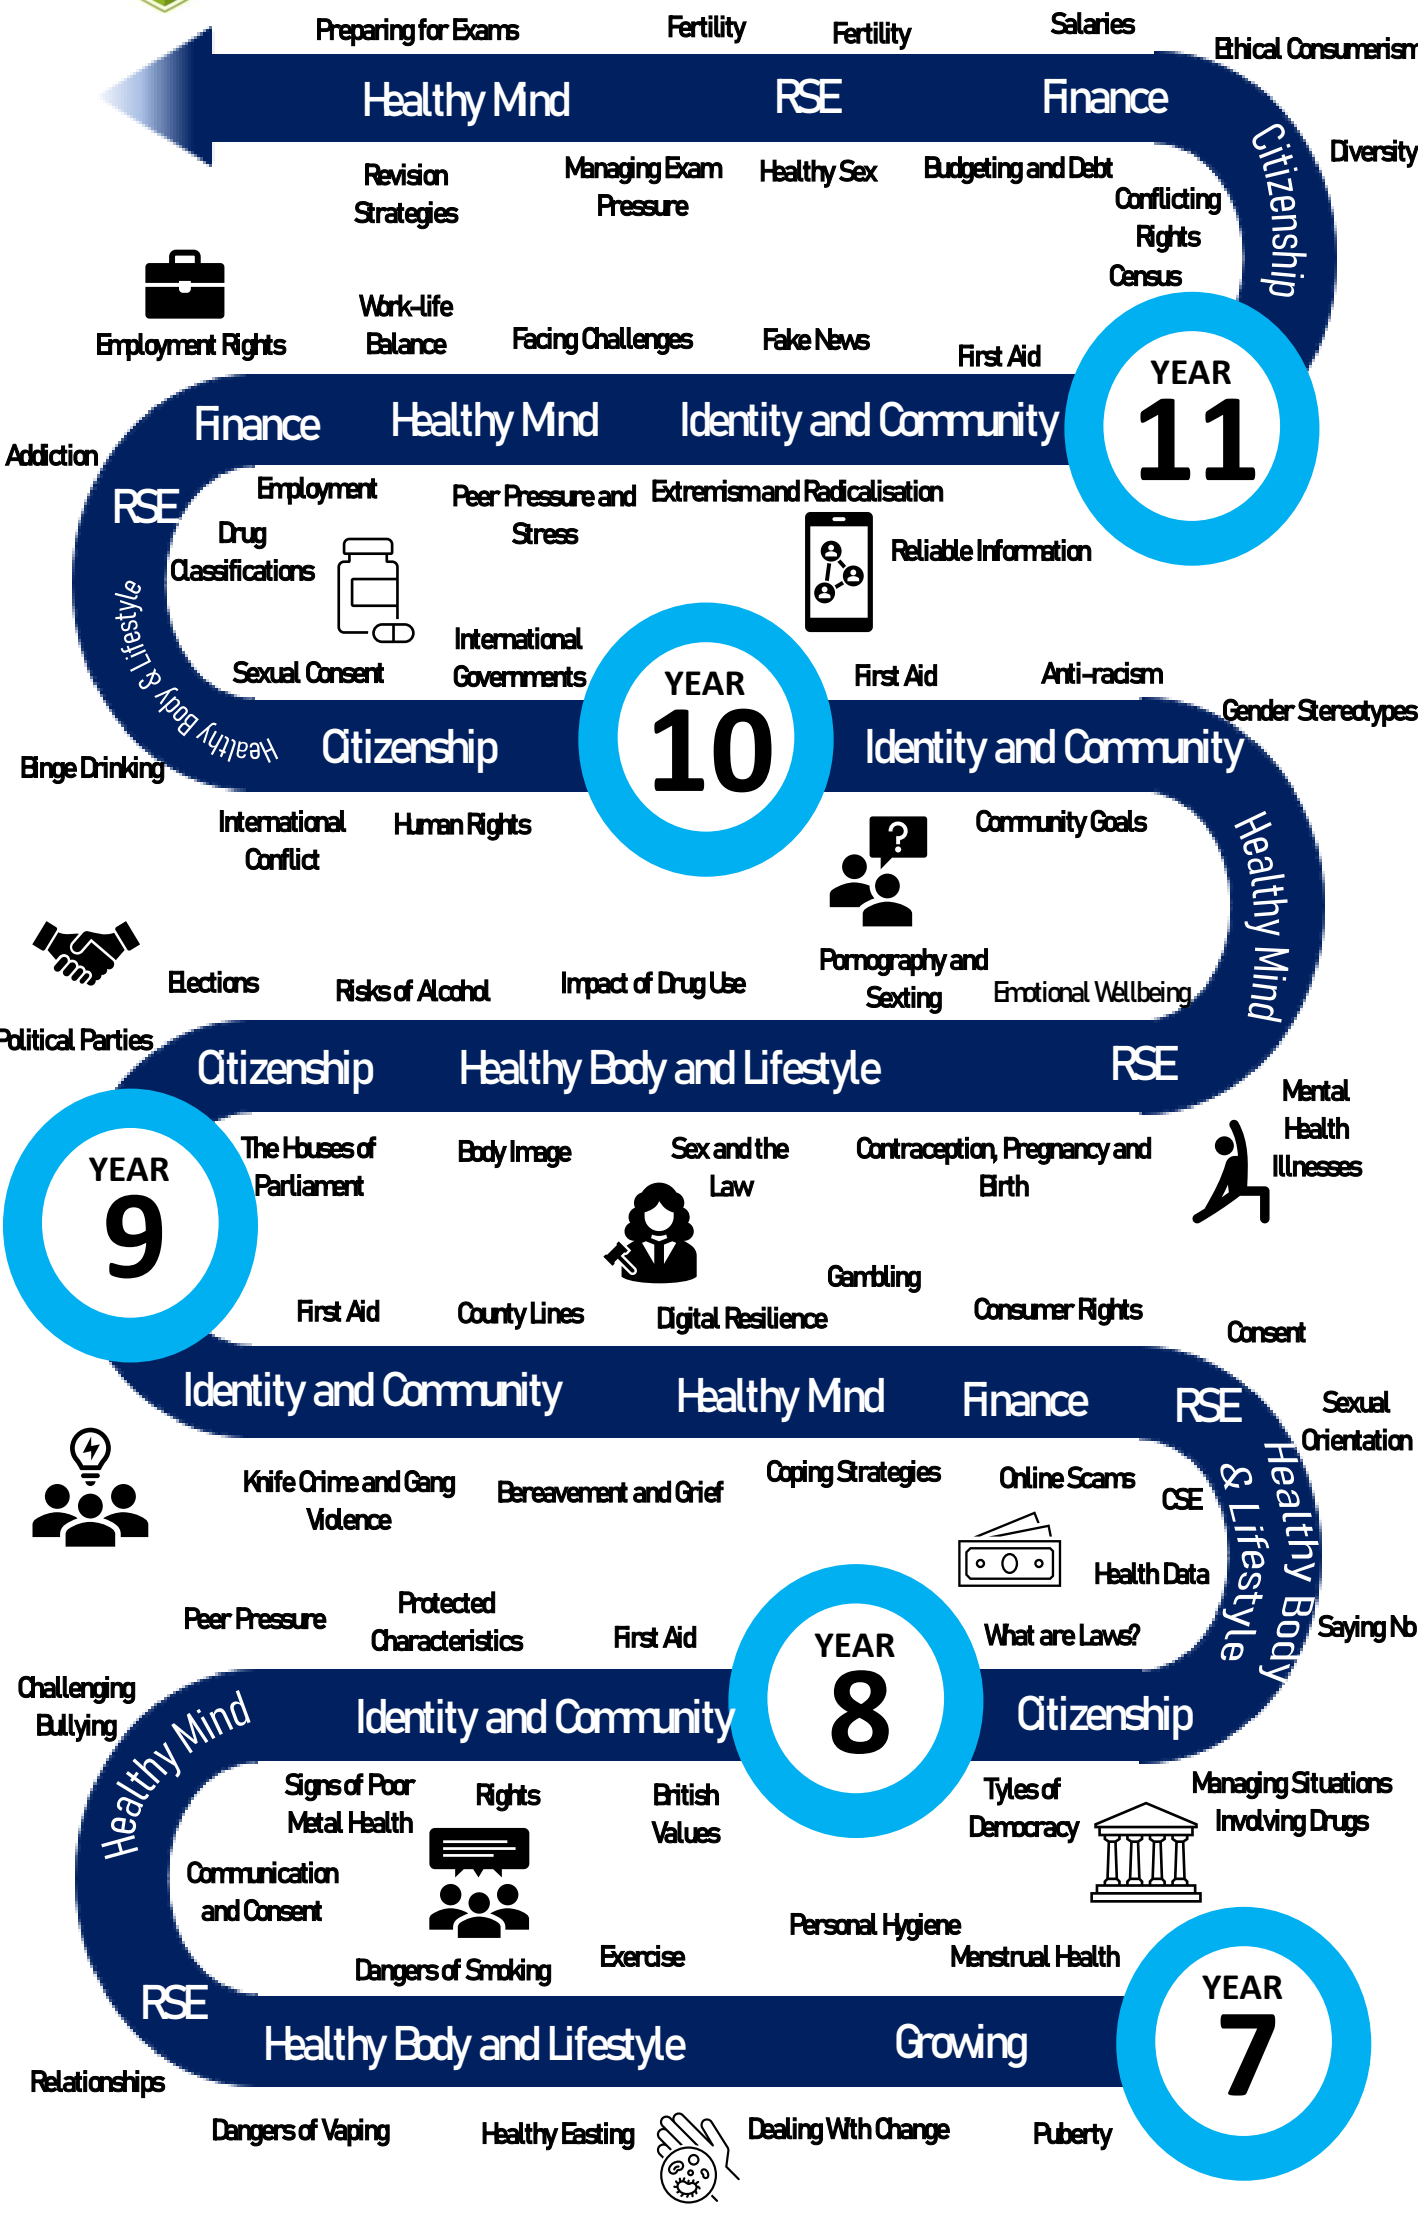 Preparing for Exams
Fertility
Fertility
Salaries
Ethical Consumerism
Healthy Mind
RSE
Finance
Citizenship
Diversity
Revision
Strategies
Managing Exam
Pressure
Healthy Sex
Budgeting and Debt
Conflicting
Rights
Census
Employment Rights
Work-life
Balance
Facing Challenges
Fake News
First Aid
YEAR
11
Finance
Healthy Mind
Identity and Community
Addiction
RSE
Employment
Peer Pressure and
Stress
Extremism and Radicalisation
Drug
Classifications
Reliable Information
Healthy Body & Lifestyle
Sexual Consent
International
Governments
YEAR
10
First Aid
Anti-racism
Gender Stereotypes
Citizenship
Identity and Community
Binge Drinking
International
Conflict
Human Rights
?
Community Goals
Healthy Mind
Elections
Risks of Alcohol
Impact of Drug Use
Pornography and
Sexting
Emotional Wellbeing
Political Parties
Citizenship
Healthy Body and Lifestyle
RSE
Mental
Health
Illnesses
YEAR
9
The Houses of
Parliament
Body Image
Sex and the
Law
Contraception, Pregnancy and
Birth
First Aid
County Lines
Digital Resilience
Gambling
Consumer Rights
Consent
Identity and Community
Healthy Mind
Finance
RSE
Sexual
Orientation
Knife Crime and Gang
Violence
Bereavement and Grief
Coping Strategies
Online Scams
CSE
Healthy Body
& Lifestyle
Health Data
Peer Pressure
Protected
Characteristics
First Aid
YEAR
8
What are Laws?
Saying No
Challenging
Bullying
Healthy Mind
Identity and Community
Citizenship
Signs of Poor
Metal Health
Rights
British
Values
Tyles of
Democracy
Managing Situations
Involving Drugs
Communication
and Consent
Dangers of Smoking
Exercise
Personal Hygiene
Menstrual Health
YEAR
7
RSE
Healthy Body and Lifestyle
Growing
Relationships
Dangers of Vaping
Healthy Easting
Dealing With Change
Puberty